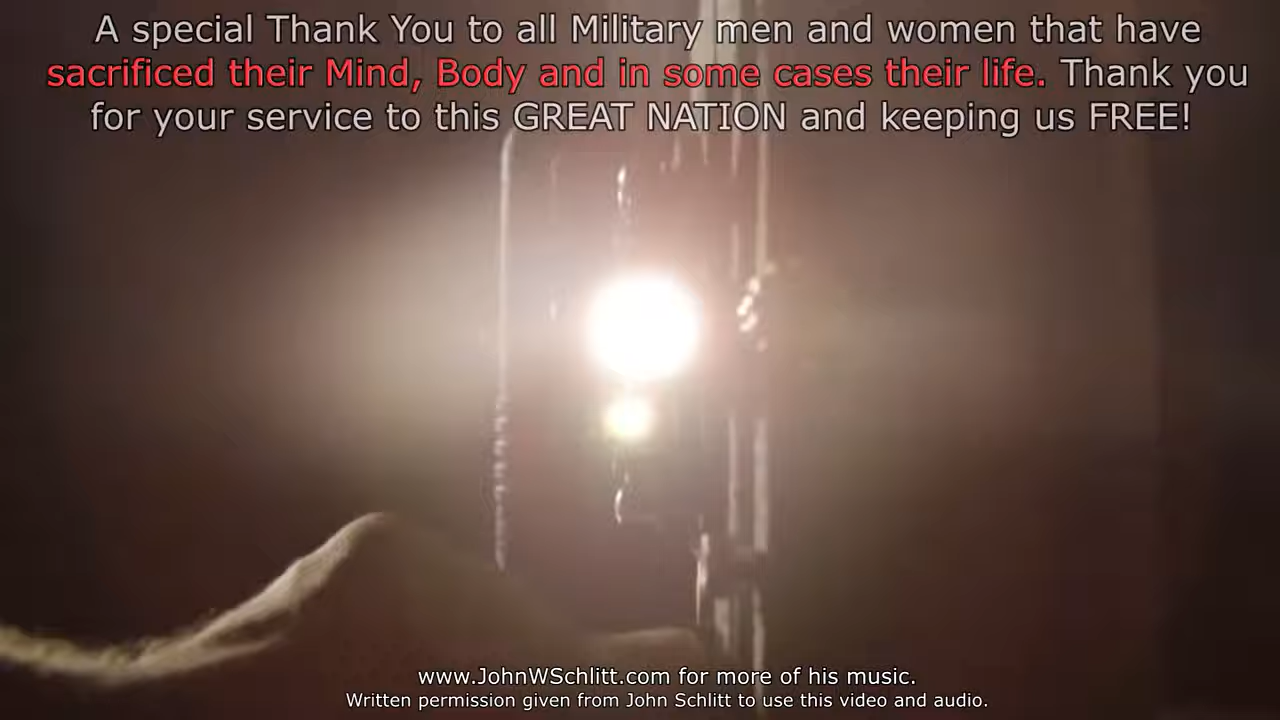 A special Thank You to all Military men and women that have
sacrificed their Mind, Body and in some cases their life. Thank you
for your service to this GREAT NATION and keeping us FREE!
www.JohnWSchlitt.com for more of his music.
Written permission given from John Schlitt to use this video and audio.